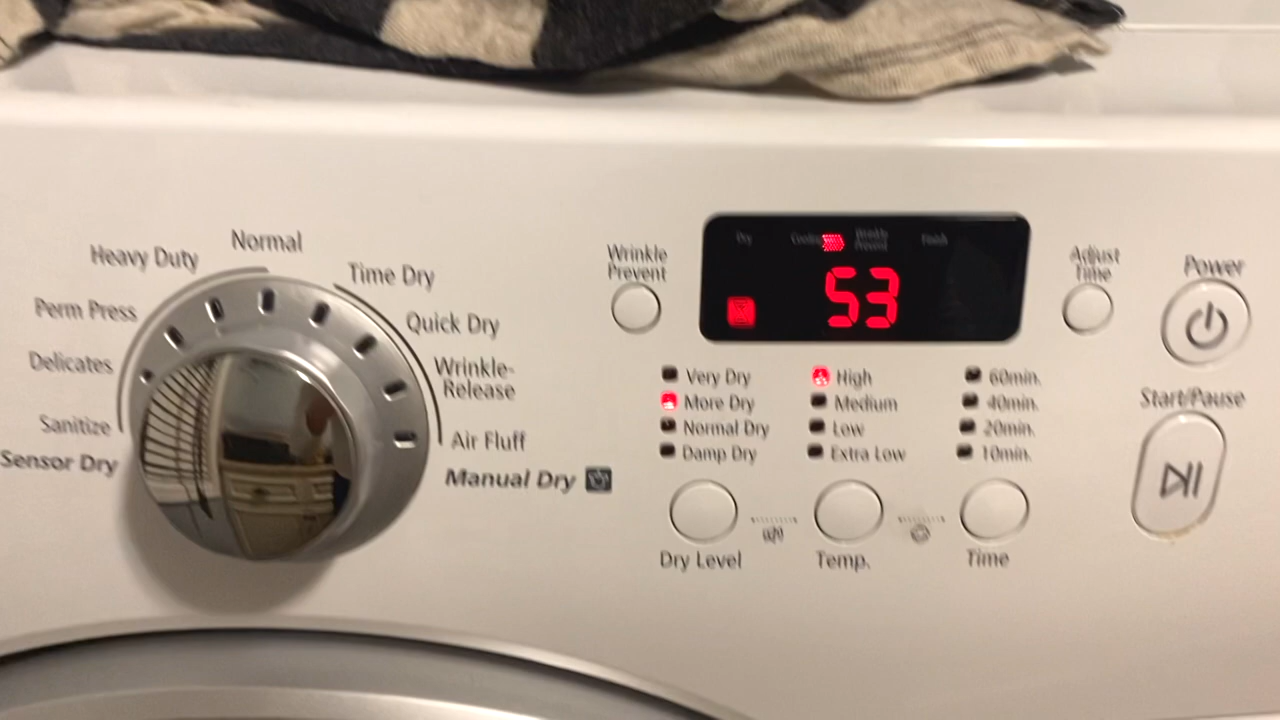 Normal
Heavy Duty
Time Dry
Perm Press
Quick Dry
Delicates
Wrinkle-
Release
Sanitize
Air Fluff
Sensor Dry
Manual Dry
Wrinkle
Prevent
Dry
Cooling
Wrinkle
Prevent
Finish
53
Adjust
Time
Power
Very Dry
High
60min.
More Dry
Medium
40min.
Normal Dry
Low
20min.
Damp Dry
Extra Low
10min.
Start/Pause
Dry Level
Temp.
Time